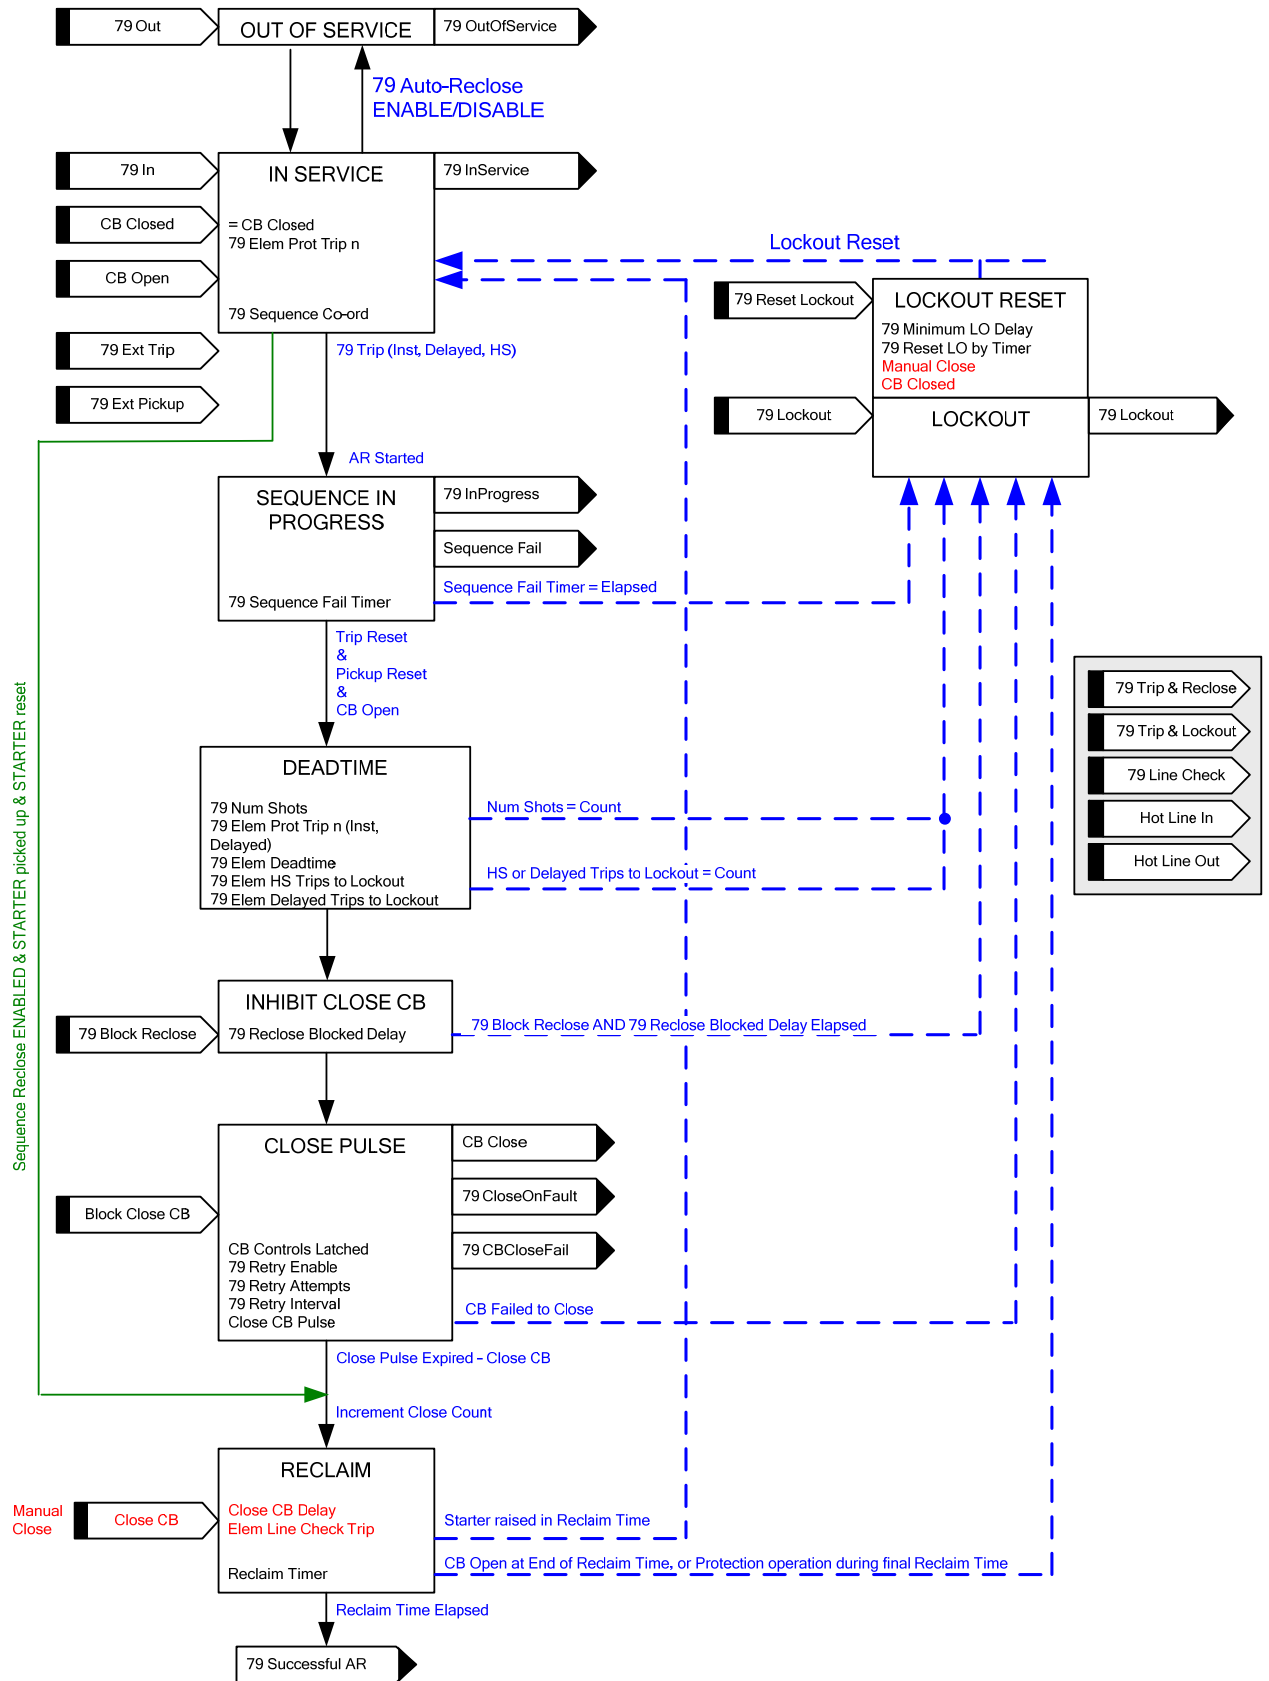 79 Out
OUT OF SERVICE
79 OutOfService
79 Auto-Reclose
ENABLE/DISABLE
79 In
IN SERVICE
79 InService
CB Closed
= CB Closed
79 Elem Prot Trip n
CB Open
79 Sequence Co-ord
79 Ext Trip
79 Trip (Inst, Delayed, HS)
79 Ext Pickup
AR Started
Lockout Reset
79 Reset Lockout
LOCKOUT RESET
79 Minimum LO Delay
79 Reset LO by Timer
Manual Close
CB Closed
79 Lockout
LOCKOUT
79 Lockout
SEQUENCE IN
PROGRESS
79 InProgress
Sequence Fail
79 Sequence Fail Timer
Sequence Fail Timer = Elapsed
Trip Reset
&
Pickup Reset
&
CB Open
Sequence Reclose ENABLED & STARTER picked up & STARTER reset
79 Trip & Reclose
79 Trip & Lockout
79 Line Check
Hot Line In
Hot Line Out
DEADTIME
79 Num Shots
79 Elem Prot Trip n (Inst,
Delayed)
79 Elem Deadtime
79 Elem HS Trips to Lockout
79 Elem Delayed Trips to Lockout
Num Shots = Count
HS or Delayed Trips to Lockout = Count
INHIBIT CLOSE CB
79 Block Reclose
79 Reclose Blocked Delay
79 Block Reclose AND 79 Reclose Blocked Delay Elapsed
CLOSE PULSE
CB Close
79 CloseOnFault
Block Close CB
79 CBCloseFail
CB Controls Latched
79 Retry Enable
79 Retry Attempts
79 Retry Interval
Close CB Pulse
CB Failed to Close
Close Pulse Expired - Close CB
Increment Close Count
RECLAIM
Manual
Close
Close CB
Close CB Delay
Elem Line Check Trip
Reclaim Timer
Starter raised in Reclaim Time
CB Open at End of Reclaim Time, or Protection operation during final Reclaim Time
Reclaim Time Elapsed
79 Successful AR